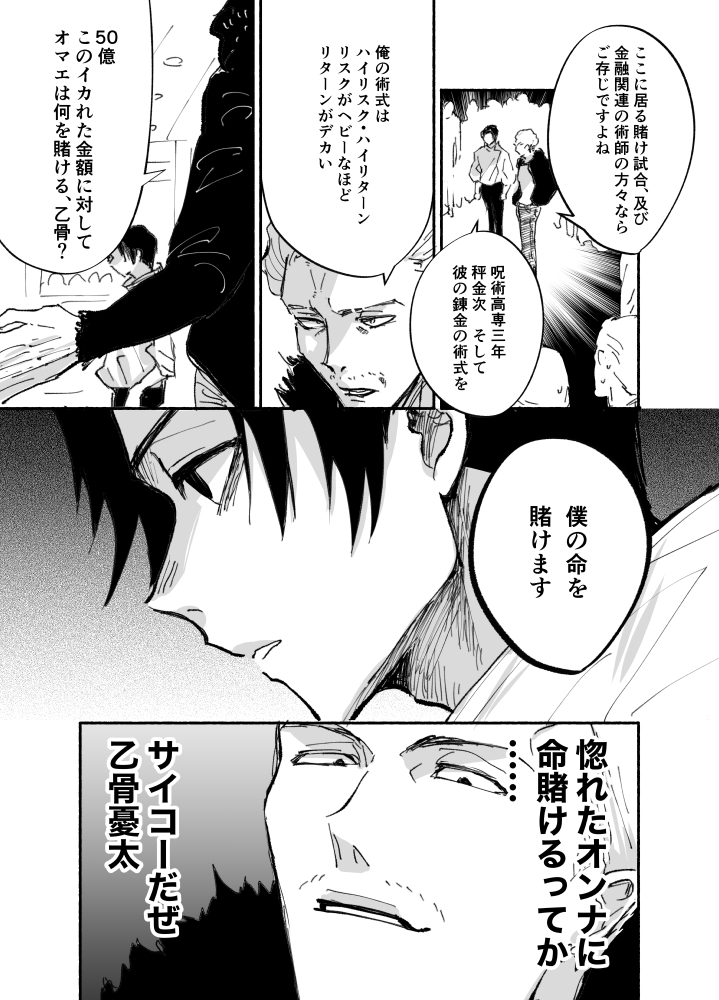 ここに居る賭け試合、及び
金融関連の術師の方々なら
ご存じですよね
呪術高専三年
秤金次　そして
彼の錬金の術式を
俺の術式は
ハイリスク・ハイリターン
リスクがヘビーなほど
リターンがデカい
50億
このイカれた金額に対して
オマエは何を賭ける、乙骨？
僕の命を
賭けます
惚れたオンナに
命賭けるってか
……
サイコーだぜ
乙骨憂太